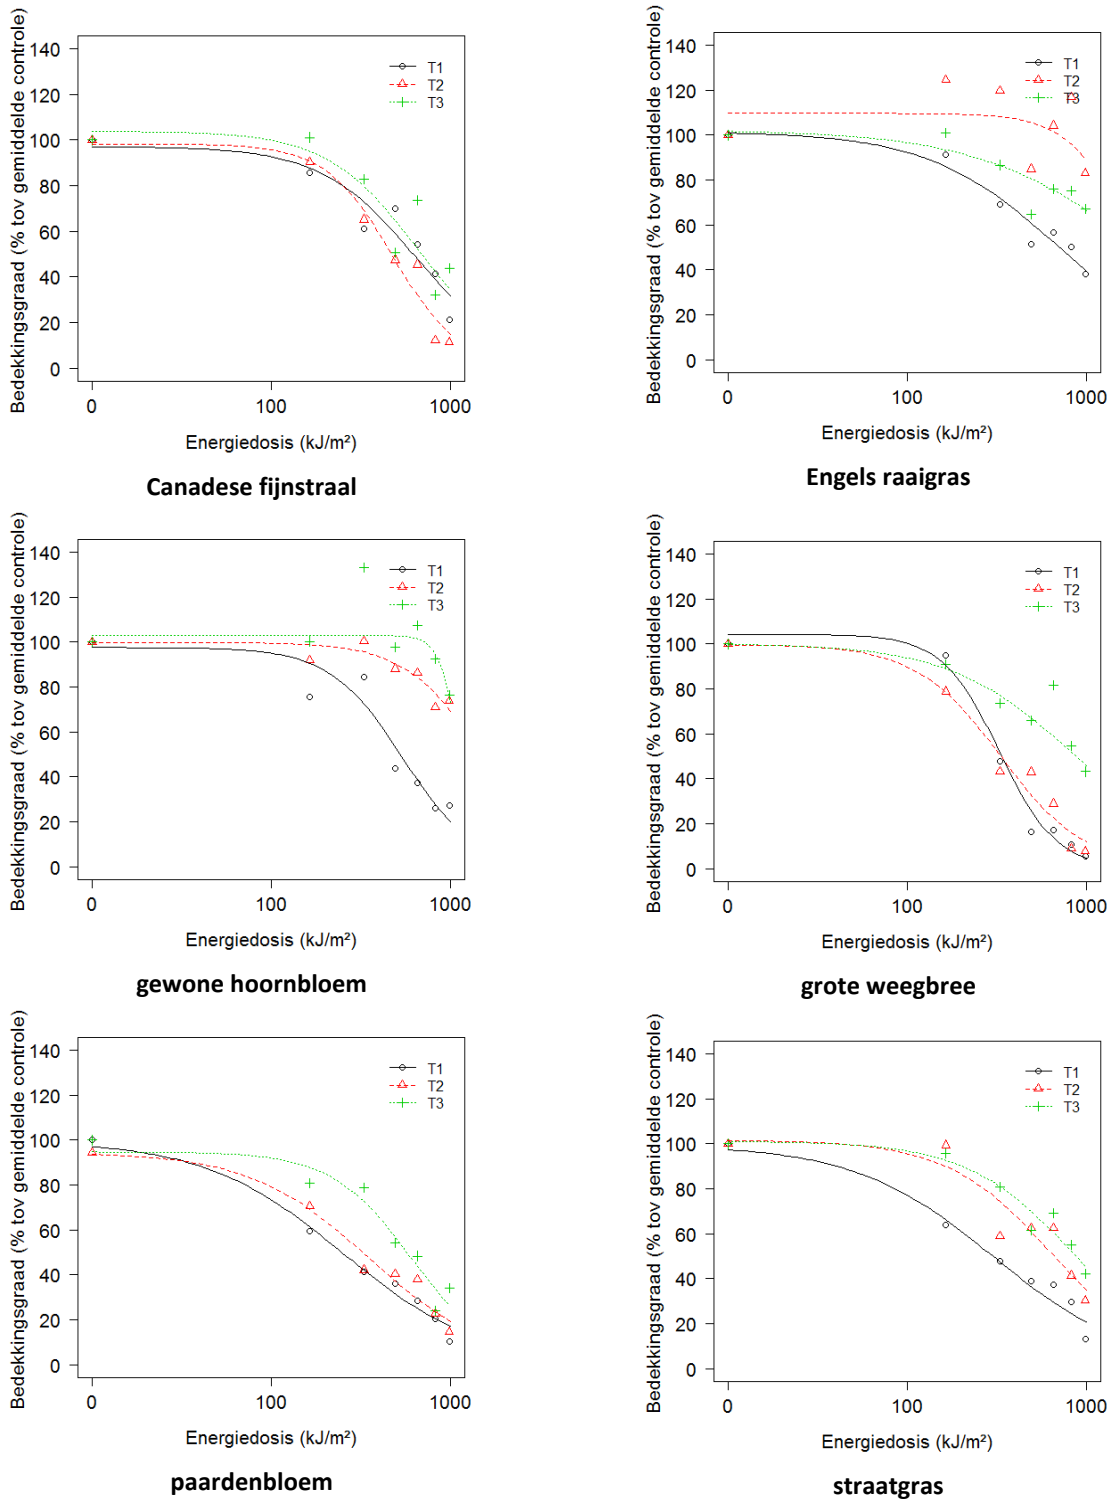 Bedekkingsgraad (% tov gemiddelde controle)
140
120
100
80
60
40
20
0
T1
T2
T3
0
100
1000
Energiedosis (kJ/m²)
Canadese fijnstraal
Bedekkingsgraad (% tov gemiddelde controle)
140
120
100
80
60
40
20
0
T1
T2
T3
0
100
1000
Energiedosis (kJ/m²)
Engels raaigras
Bedekkingsgraad (% tov gemiddelde controle)
140
120
100
80
60
40
20
0
T1
T2
T3
0
100
1000
Energiedosis (kJ/m²)
gewone hoornbloem
Bedekkingsgraad (% tov gemiddelde controle)
140
120
100
80
60
40
20
0
T1
T2
T3
0
100
1000
Energiedosis (kJ/m²)
grote weegbree
Bedekkingsgraad (% tov gemiddelde controle)
140
120
100
80
60
40
20
0
T1
T2
T3
0
100
1000
Energiedosis (kJ/m²)
paardenbloem
Bedekkingsgraad (% tov gemiddelde controle)
140
120
100
80
60
40
20
0
T1
T2
T3
0
100
1000
Energiedosis (kJ/m²)
straatgras